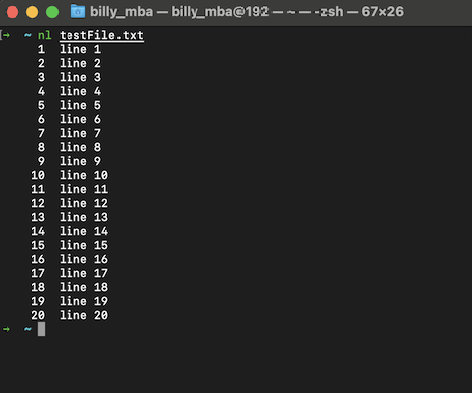 billy_mba — billy_mba@192 — ~ — -zsh — 67×26
[→ ~ nl testFile.txt
1 line 1
2 line 2
3 line 3
4 line 4
5 line 5
6 line 6
7 line 7
8 line 8
9 line 9
10 line 10
11 line 11
12 line 12
13 line 13
14 line 14
15 line 15
16 line 16
17 line 17
18 line 18
19 line 19
20 line 20
→ ~